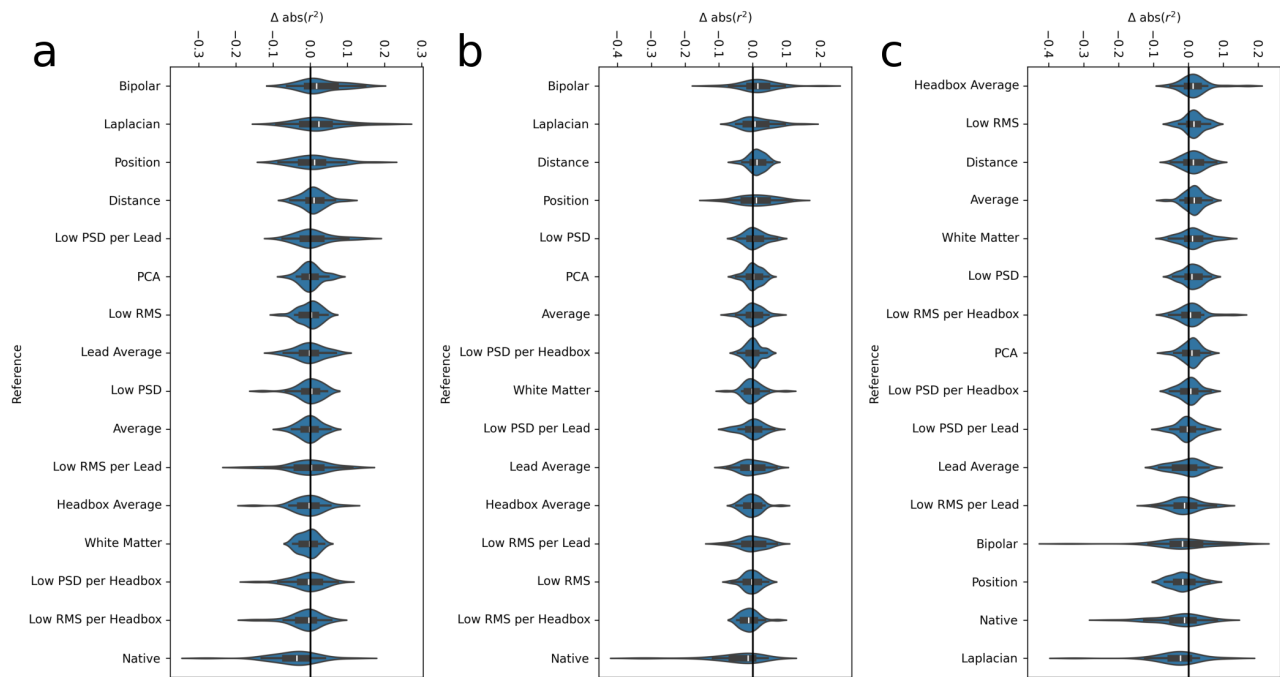 a
Δ abs(r²)
−0.3
−0.2
−0.1
0.0
0.1
0.2
0.3
Reference
Bipolar
Laplacian
Position
Distance
Low PSD per Lead
PCA
Low RMS
Lead Average
Low PSD
Average
Low RMS per Lead
Headbox Average
White Matter
Low PSD per Headbox
Low RMS per Headbox
Native
b
Δ abs(r²)
−0.4
−0.3
−0.2
−0.1
0.0
0.1
0.2
Reference
Bipolar
Laplacian
Distance
Position
Low PSD
PCA
Average
Low PSD per Headbox
White Matter
Low PSD per Lead
Lead Average
Headbox Average
Low RMS per Lead
Low RMS
Low RMS per Headbox
Native
c
Δ abs(r²)
−0.4
−0.3
−0.2
−0.1
0.0
0.1
0.2
Reference
Headbox Average
Low RMS
Distance
Average
White Matter
Low PSD
Low RMS per Headbox
PCA
Low PSD per Headbox
Low PSD per Lead
Lead Average
Low RMS per Lead
Bipolar
Position
Native
Laplacian